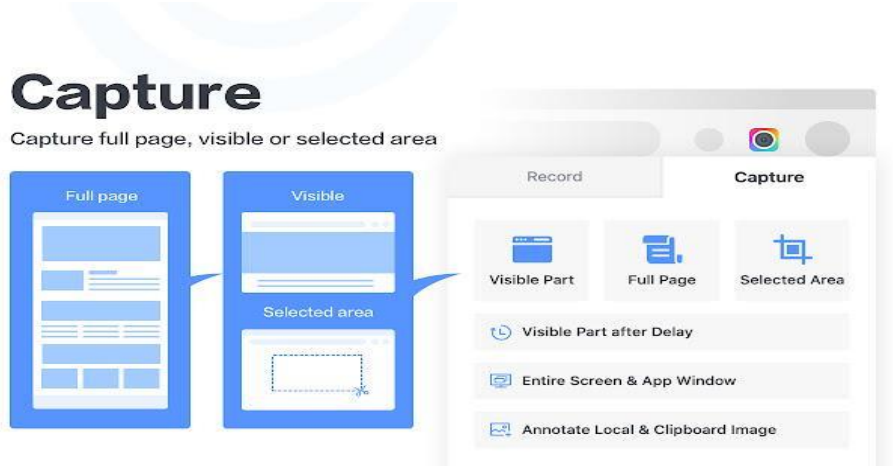 Capture
Capture full page, visible or selected area
Full page
Visible
Selected area
Record
Capture
Visible Part
Full Page
Selected Area
Visible Part after Delay
Entire Screen & App Window
Annotate Local & Clipboard Image